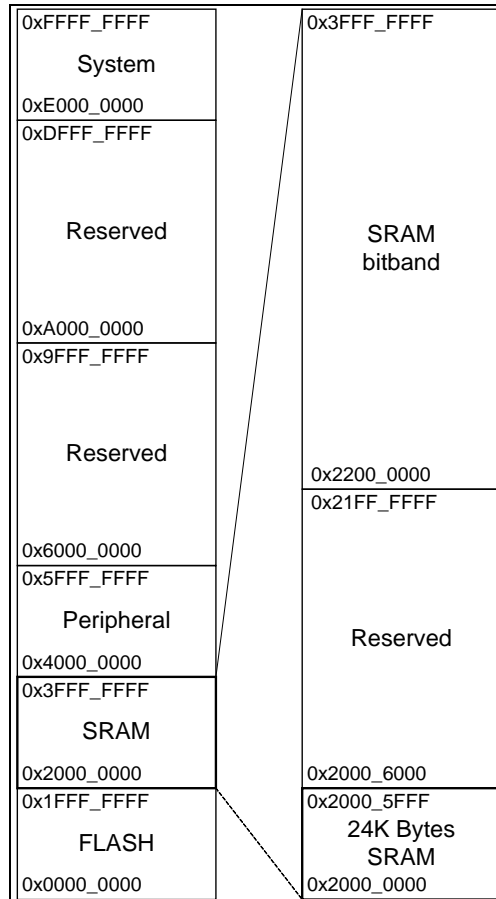 0xFFFF_FFFF
System
0xE000_0000
0xDFFF_FFFF
Reserved
0xA000_0000
0x9FFF_FFFF
Reserved
0x6000_0000
0x5FFF_FFFF
Peripheral
0x4000_0000
0x3FFF_FFFF
SRAM
0x2000_0000
0x1FFF_FFFF
FLASH
0x0000_0000
0x3FFF_FFFF
SRAM
bitband
0x2200_0000
0x21FF_FFFF
Reserved
0x2000_6000
0x2000_5FFF
24K Bytes
SRAM
0x2000_0000